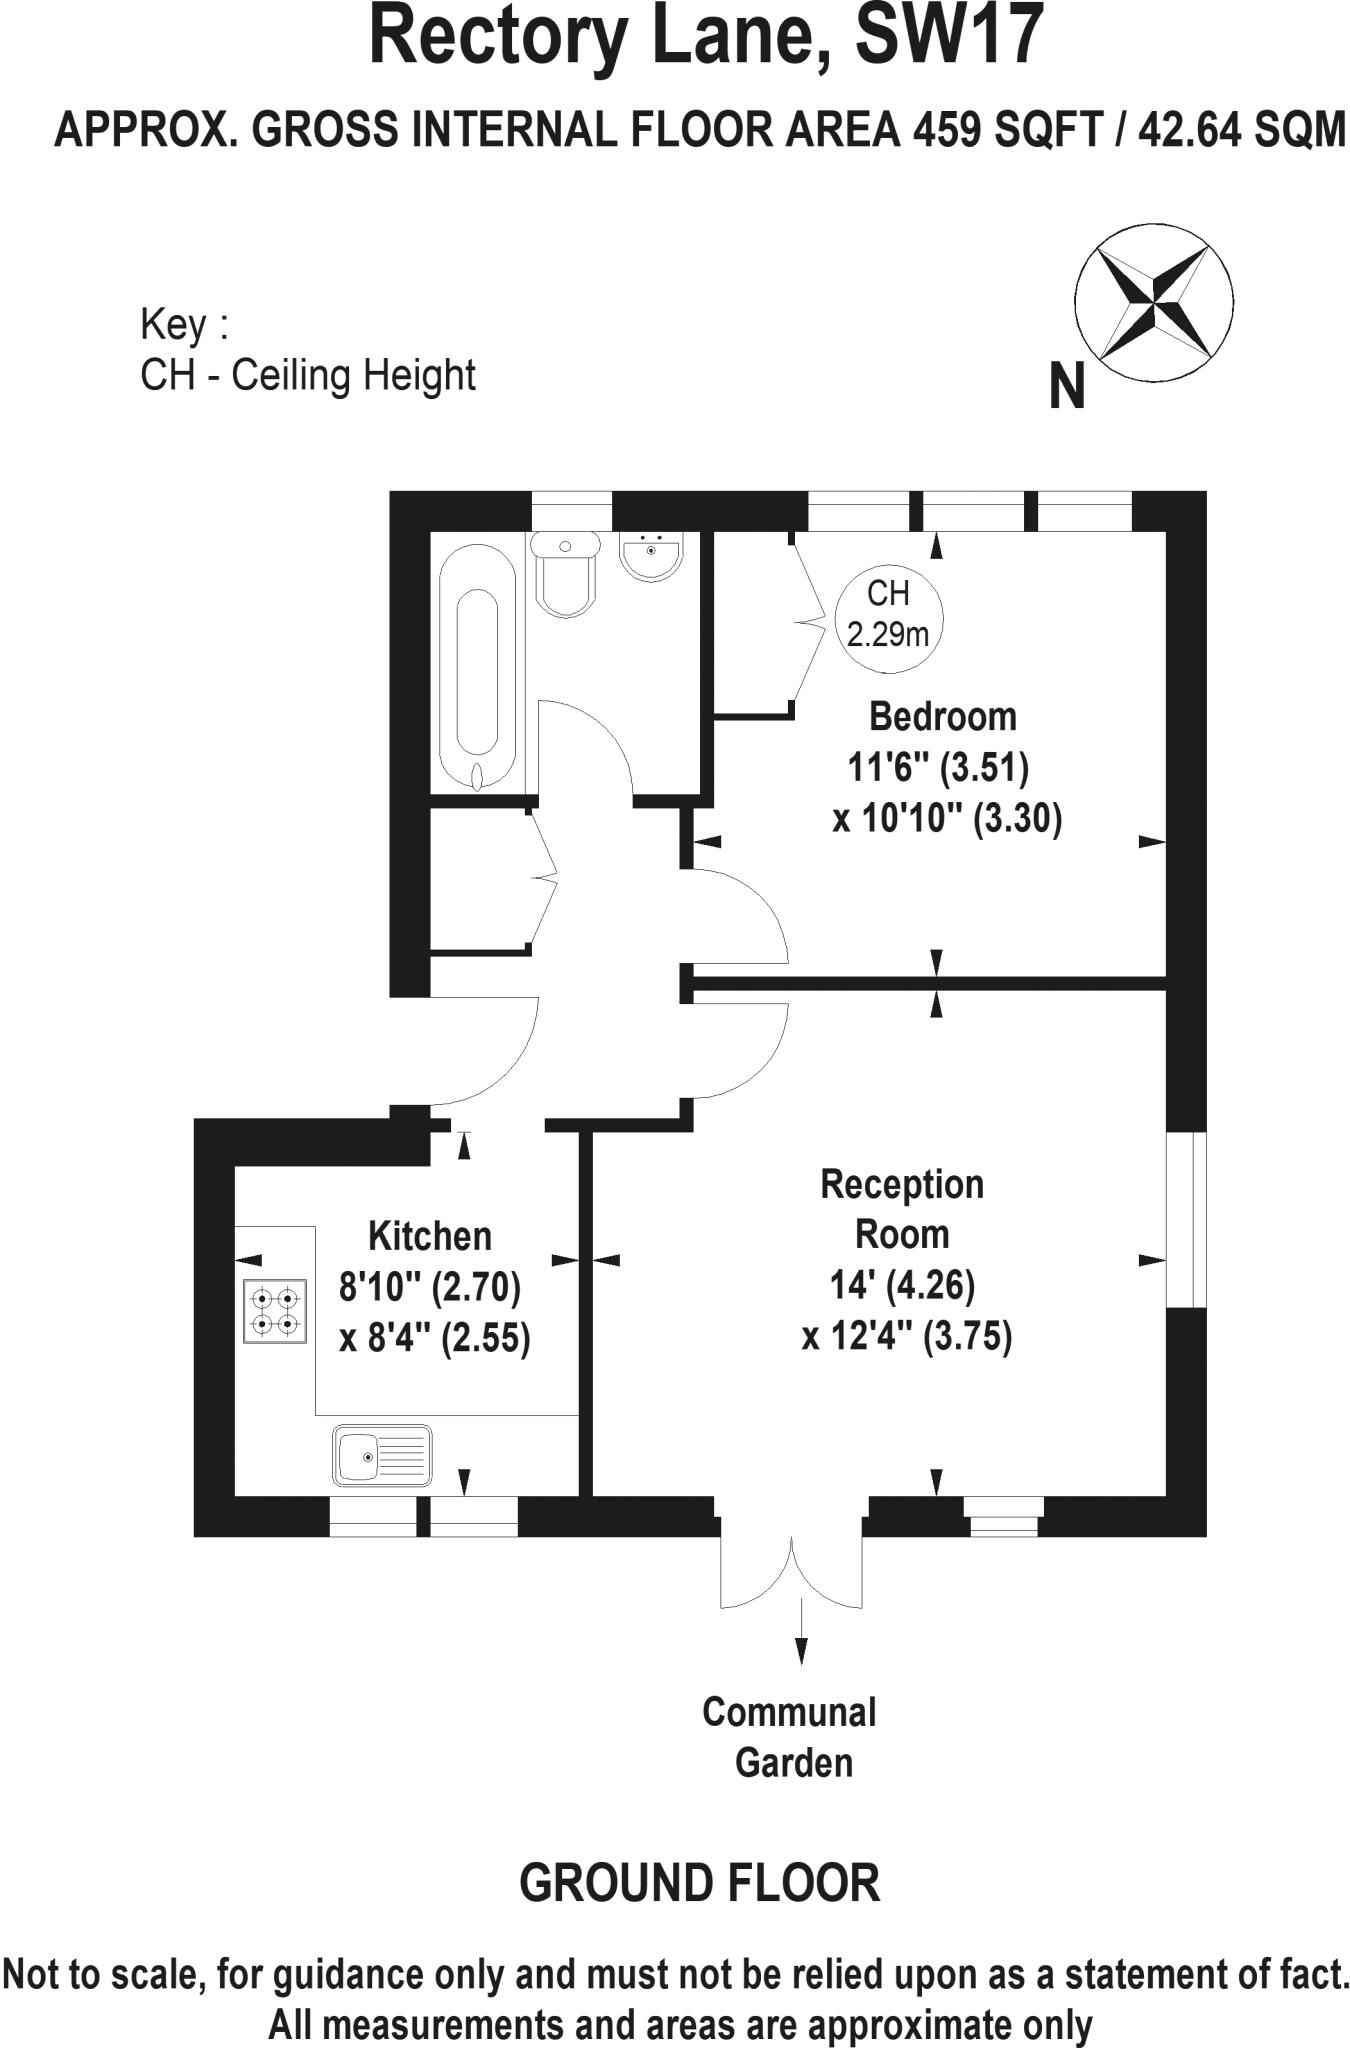 Rectory Lane, SW17
APPROX. GROSS INTERNAL FLOOR AREA 459 SQFT / 42.64 SQM
Key :
CH - Ceiling Height
N
CH
2.29m
Bedroom
11'6" (3.51)
x 10'10" (3.30)
Reception
Room
14' (4.26)
x 12'4" (3.75)
Kitchen
8'10" (2.70)
x 8'4" (2.55)
Communal
Garden
GROUND FLOOR
Not to scale, for guidance only and must not be relied upon as a statement of fact.
All measurements and areas are approximate only